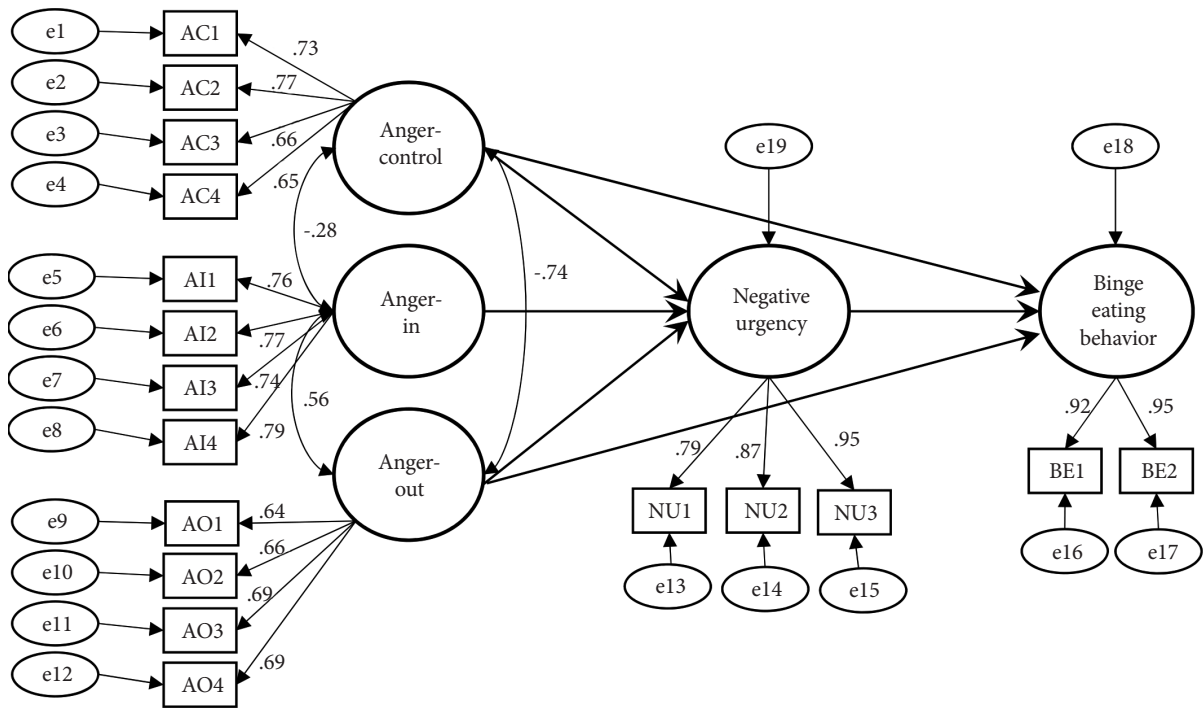 e1
AC1
.73
e2
AC2
.77
e3
AC3
.66
e4
AC4
.65
Anger-
control
e19
e18
-.28
-.74
e5
AI1
.76
e6
AI2
.77
e7
AI3
.74
e8
AI4
.79
Anger-
in
Negative
urgency
Binge
eating
behavior
.56
Anger-
out
e9
AO1
.64
e10
AO2
.66
e11
AO3
.69
e12
AO4
.69
.79
.87
.95
NU1
NU2
NU3
e13
e14
e15
.92
.95
BE1
BE2
e16
e17